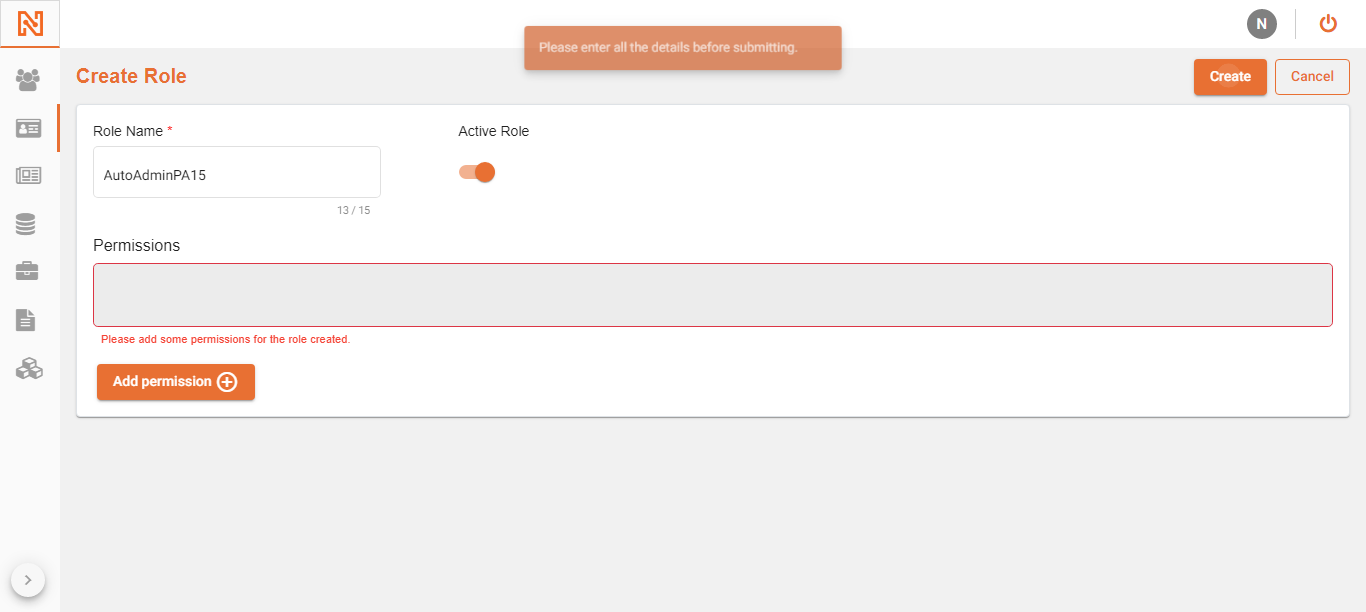 N
Please enter all the details before submitting.
Create Role
Create
Cancel
Role Name *
Active Role
AutoAdminPA15
13 / 15
Permissions
Please add some permissions for the role created.
Add permission